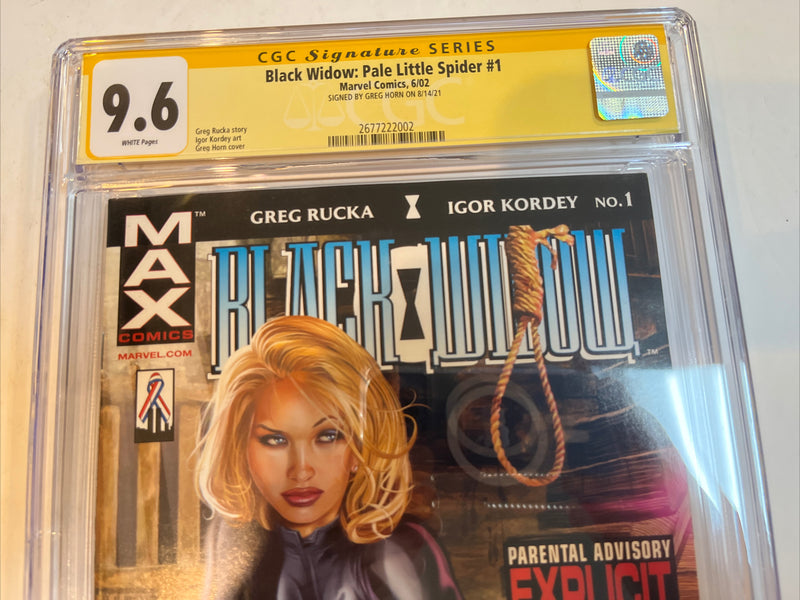 CGC Signature SERIES
Black Widow: Pale Little Spider #1
Marvel Comics, 6/02
SIGNED BY GREG HORN ON 8/14/21
9.6
WHITE Pages
Greg Rucka story
Igor Kordey art
Greg Horn cover
2677222002
GREG RUCKA IGOR KORDEY NO.1
MAX™
COMICS
MARVEL.COM
BLACK WIDOW™
PARENTAL ADVISORY
EXPLICIT